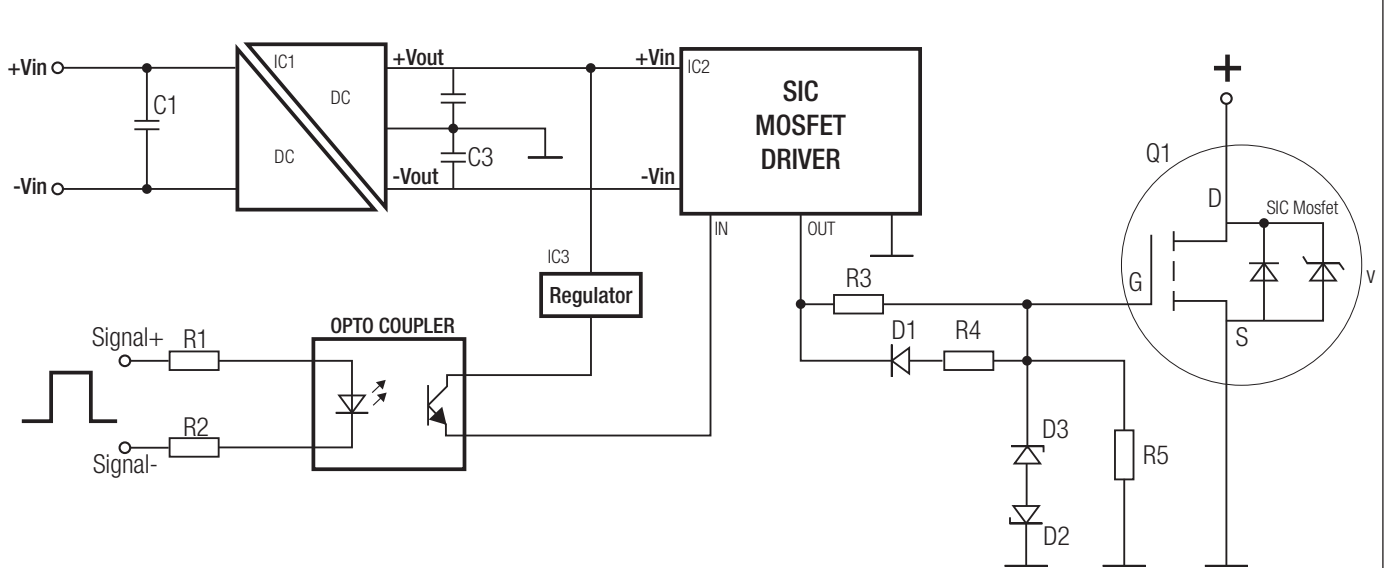 +Vin
C1
-Vin
IC1
DC
DC
+Vout
C3
-Vout
+Vin
IC2
SIC
MOSFET
DRIVER
-Vin
IN
OUT
IC3
Regulator
OPTO COUPLER
Signal+
R1
R2
Signal-
R3
D1
R4
D3
D2
R5
+
Q1
D
SIC Mosfet
G
S
v